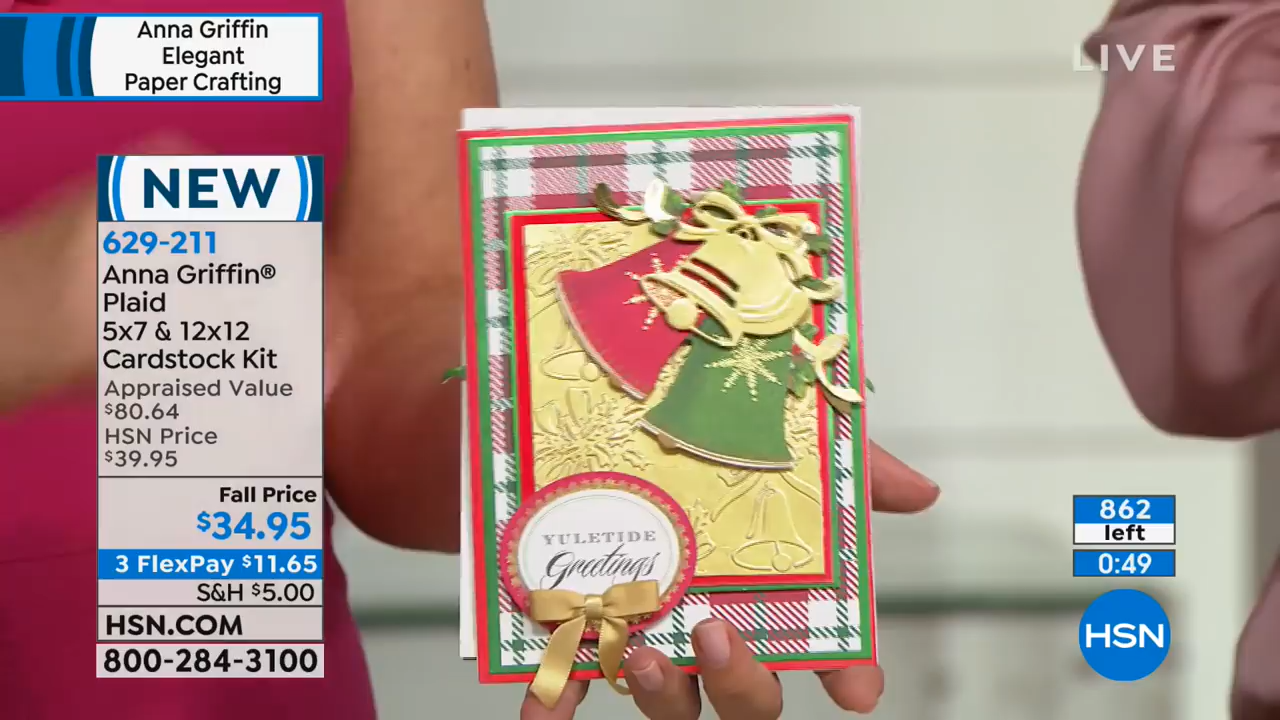 Anna Griffin
Elegant
Paper Crafting
LIVE
NEW
629-211
Anna Griffin®
Plaid
5x7 & 12x12
Cardstock Kit
Appraised Value
$80.64
HSN Price
$39.95
Fall Price
$34.95
3 FlexPay $11.65
S&H $5.00
HSN.COM
800-284-3100
YULETIDE
Greetings
862
left
0:49
HSN